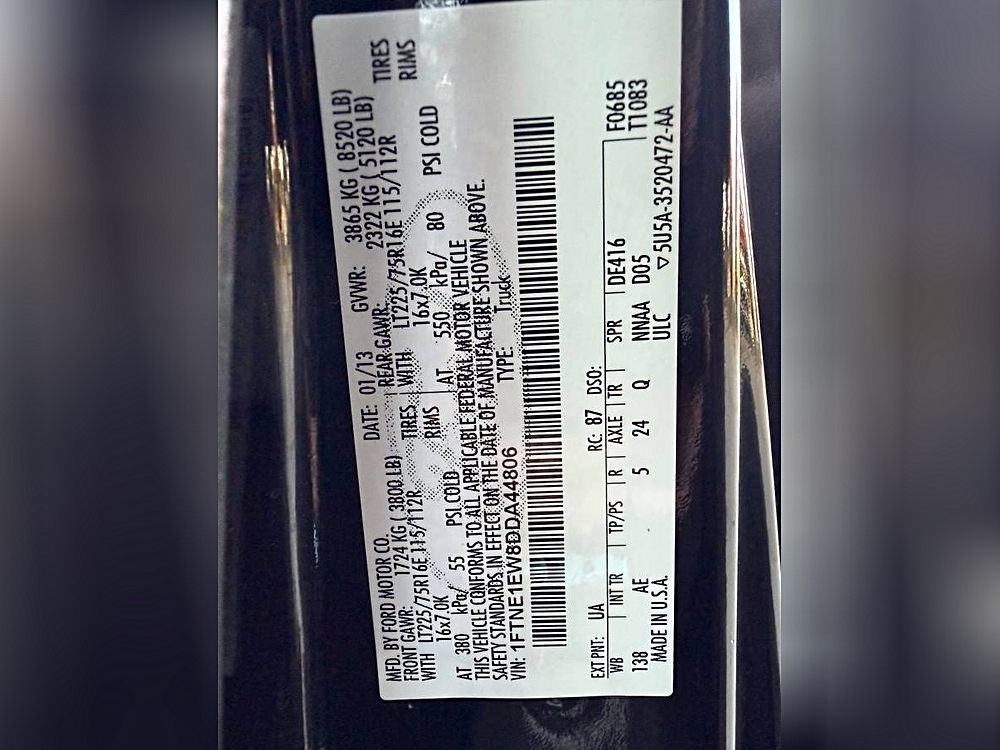 MFD. BY FORD MOTOR CO. DATE: 01/13 GVWR: 3865 KG ( 8520 LB)
FRONT GAWR: 1724 KG ( 3800 LB) REAR GAWR: 2322 KG ( 5120 LB)
WITH LT225/75R16E 115/112R TIRES WITH LT225/75R16E 115/112R TIRES
16x7.0K RIMS 16x7.0K RIMS
AT 380 kPa/ 55 PSI COLD AT 550 kPa/ 80 PSI COLD
THIS VEHICLE CONFORMS TO ALL APPLICABLE FEDERAL MOTOR VEHICLE
SAFETY STANDARDS IN EFFECT ON THE DATE OF MANUFACTURE SHOWN ABOVE.
VIN: 1FTNE1EW8DDA44806 TYPE: Truck
EXT PNT: UA RC: 87 DSO: F0685
WB INT TR TP/PS R AXLE TR SPR DE416 T1083
138 AE 5 24 Q NNAA D05
MADE IN U.S.A. ULC ▽5U5A-3520472-AA